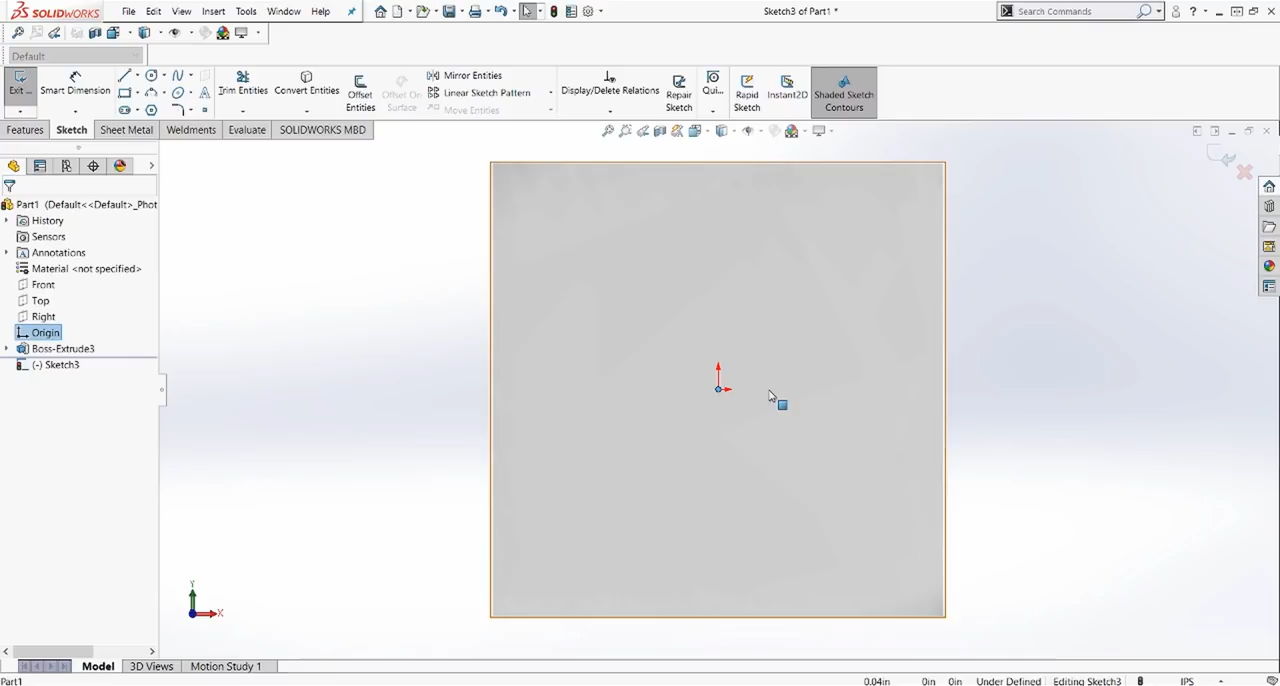 SOLIDWORKS File Edit View Insert Tools Window Help Sketch3 of Part1 * Search Commands
Default
Exit ... Smart Dimension Trim Entities Convert Entities Offset Entities Offset On Surface Mirror Entities Linear Sketch Pattern Move Entities Display/Delete Relations Repair Sketch Qui... Rapid Sketch Instant2D Shaded Sketch Contours
Features Sketch Sheet Metal Weldments Evaluate SOLIDWORKS MBD
Part1 (Default<<Default>_Phot
History
Sensors
Annotations
Material <not specified>
Front
Top
Right
Origin
Boss-Extrude3
(-) Sketch3
Y
X
Model 3D Views Motion Study 1
Part1 0.04in 0in 0in Under Defined Editing Sketch3 IPS